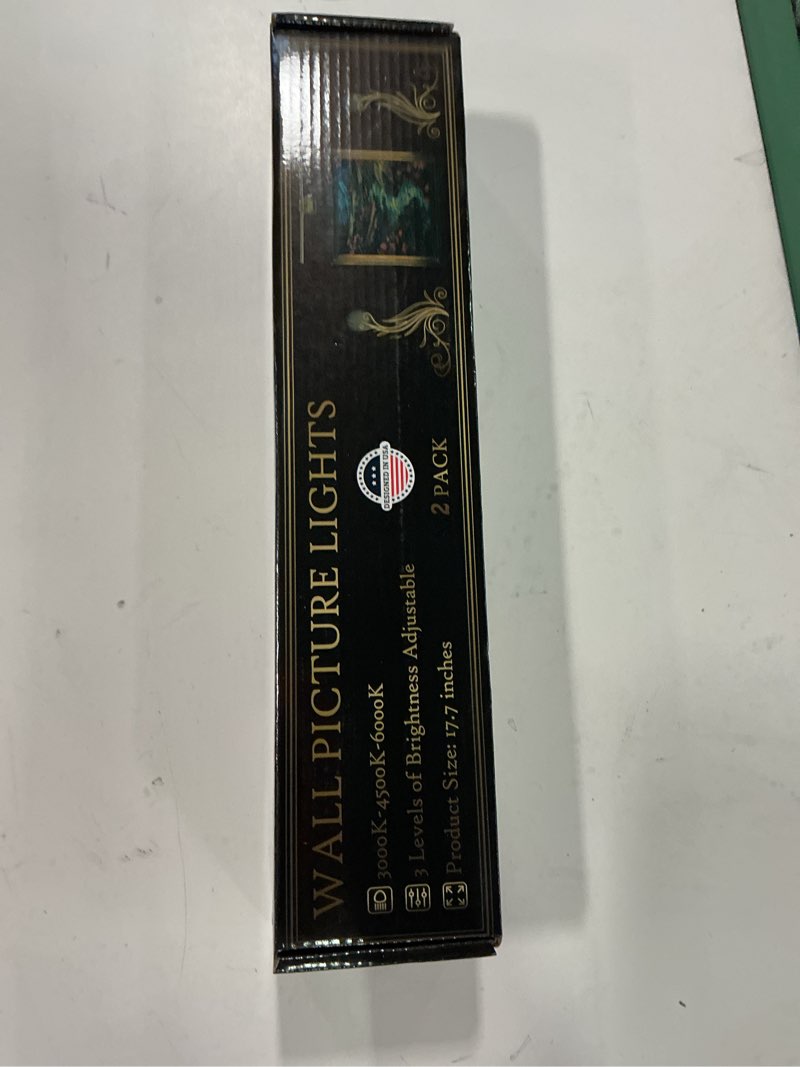 WALL PICTURE LIGHTS
3000K-4500K-6000K
3 Levels of Brightness Adjustable
Product Size: 17.7 inches
DESIGNED IN USA
2 PACK